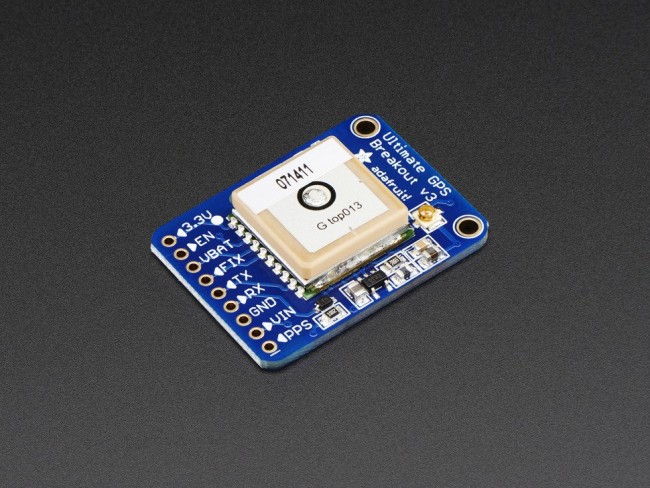 Ultimate GPS
Breakout v3
adafruit!
071411
G top013
3.3V
EN
VBAT
FIX
TX
RX
GND
VIN
PPS